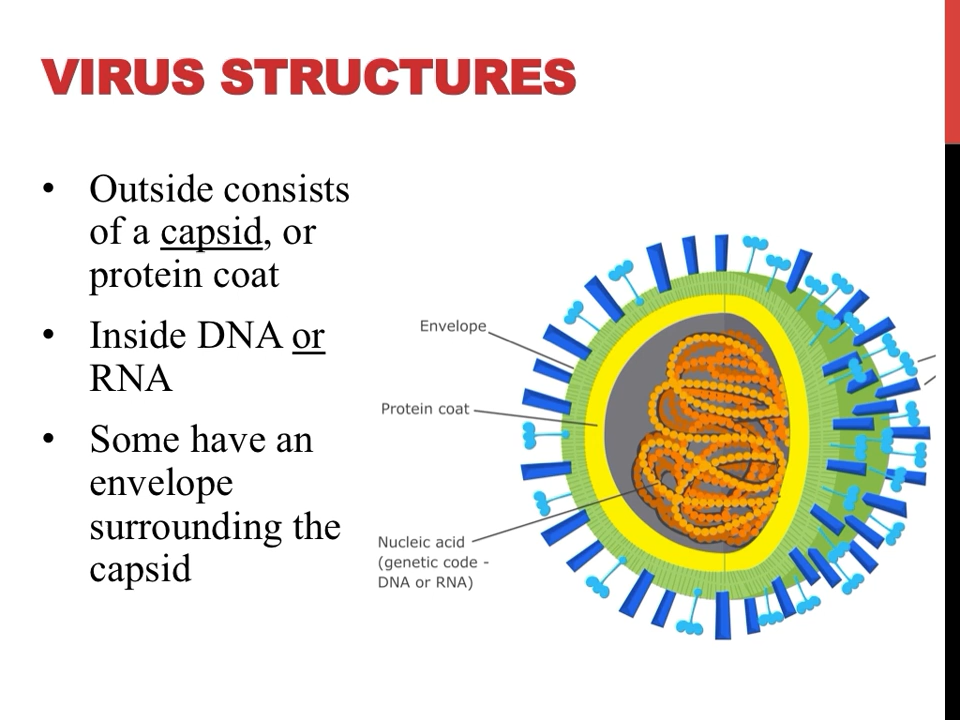 VIRUS STRUCTURES
• Outside consists
of a capsid, or
protein coat
• Inside DNA or
RNA
• Some have an
envelope
surrounding the
capsid
Envelope
Protein coat
Nucleic acid
(genetic code -
DNA or RNA)